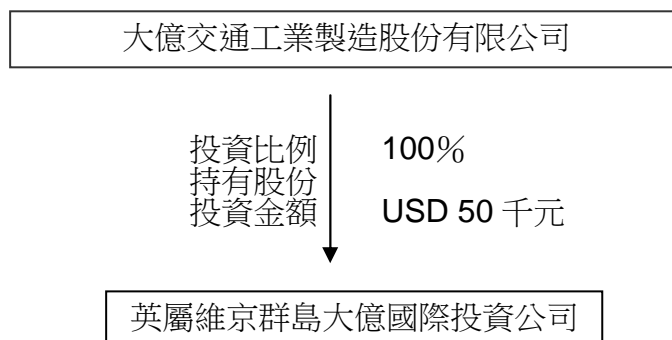 大億交通工業製造股份有限公司
投資比例 100％
持有股份
投資金額 USD 50 千元
英屬維京群島大億國際投資公司